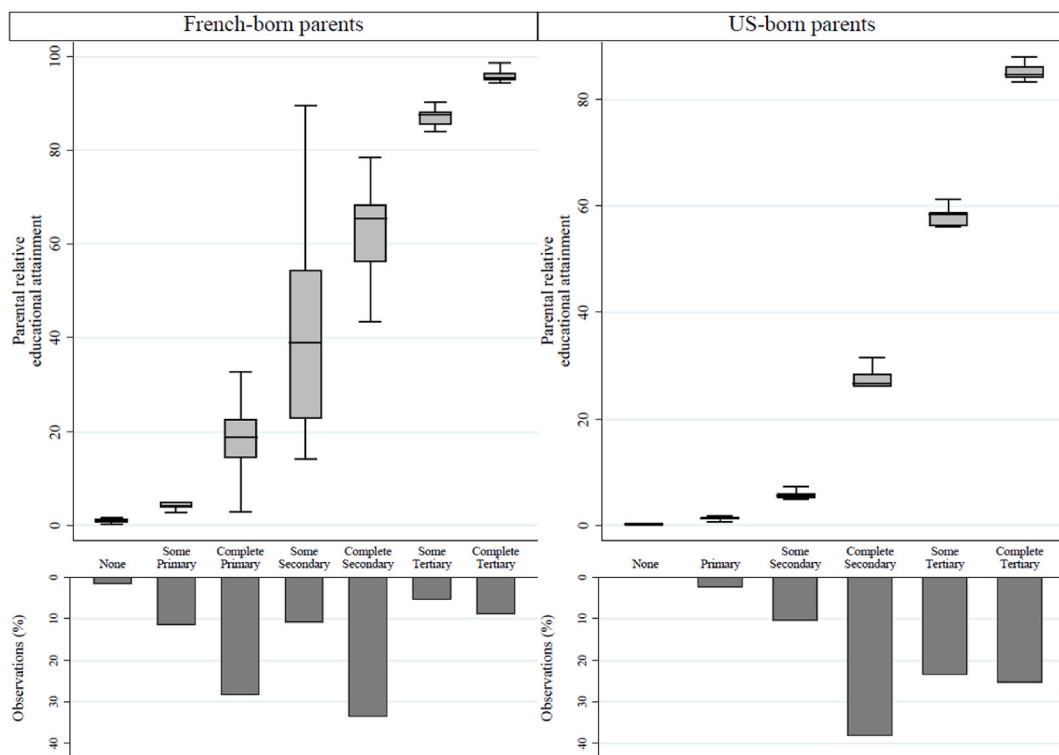 French-born parents
US-born parents
Parental relative
educational attainment
100
80
60
40
20
0
None
Some
Primary
Complete
Primary
Some
Secondary
Complete
Secondary
Some
Tertiary
Complete
Tertiary
Observations (%)
0
10
20
30
40
Parental relative
educational attainment
80
60
40
20
0
None
Primary
Some
Secondary
Complete
Secondary
Some
Tertiary
Complete
Tertiary
Observations (%)
0
10
20
30
40